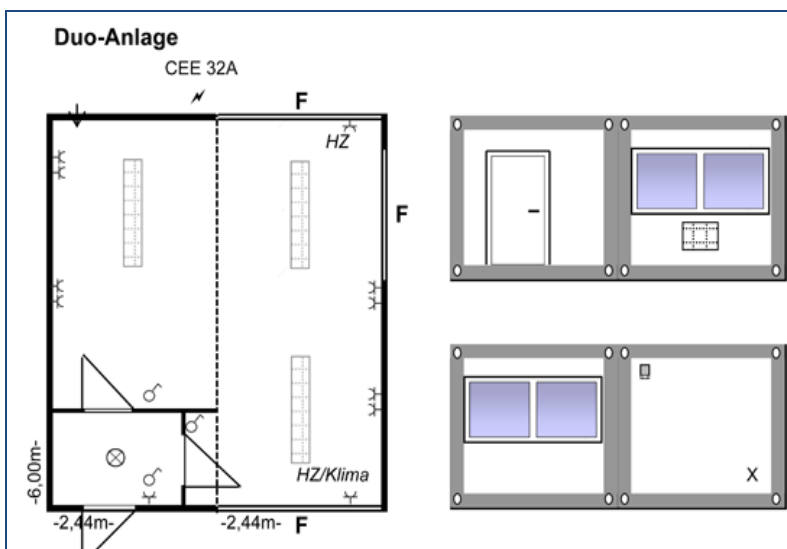 Duo-Anlage
CEE 32A
F
HZ
F
HZ/Klima
-6,00m-
-2,44m-
-2,44m-
F
X